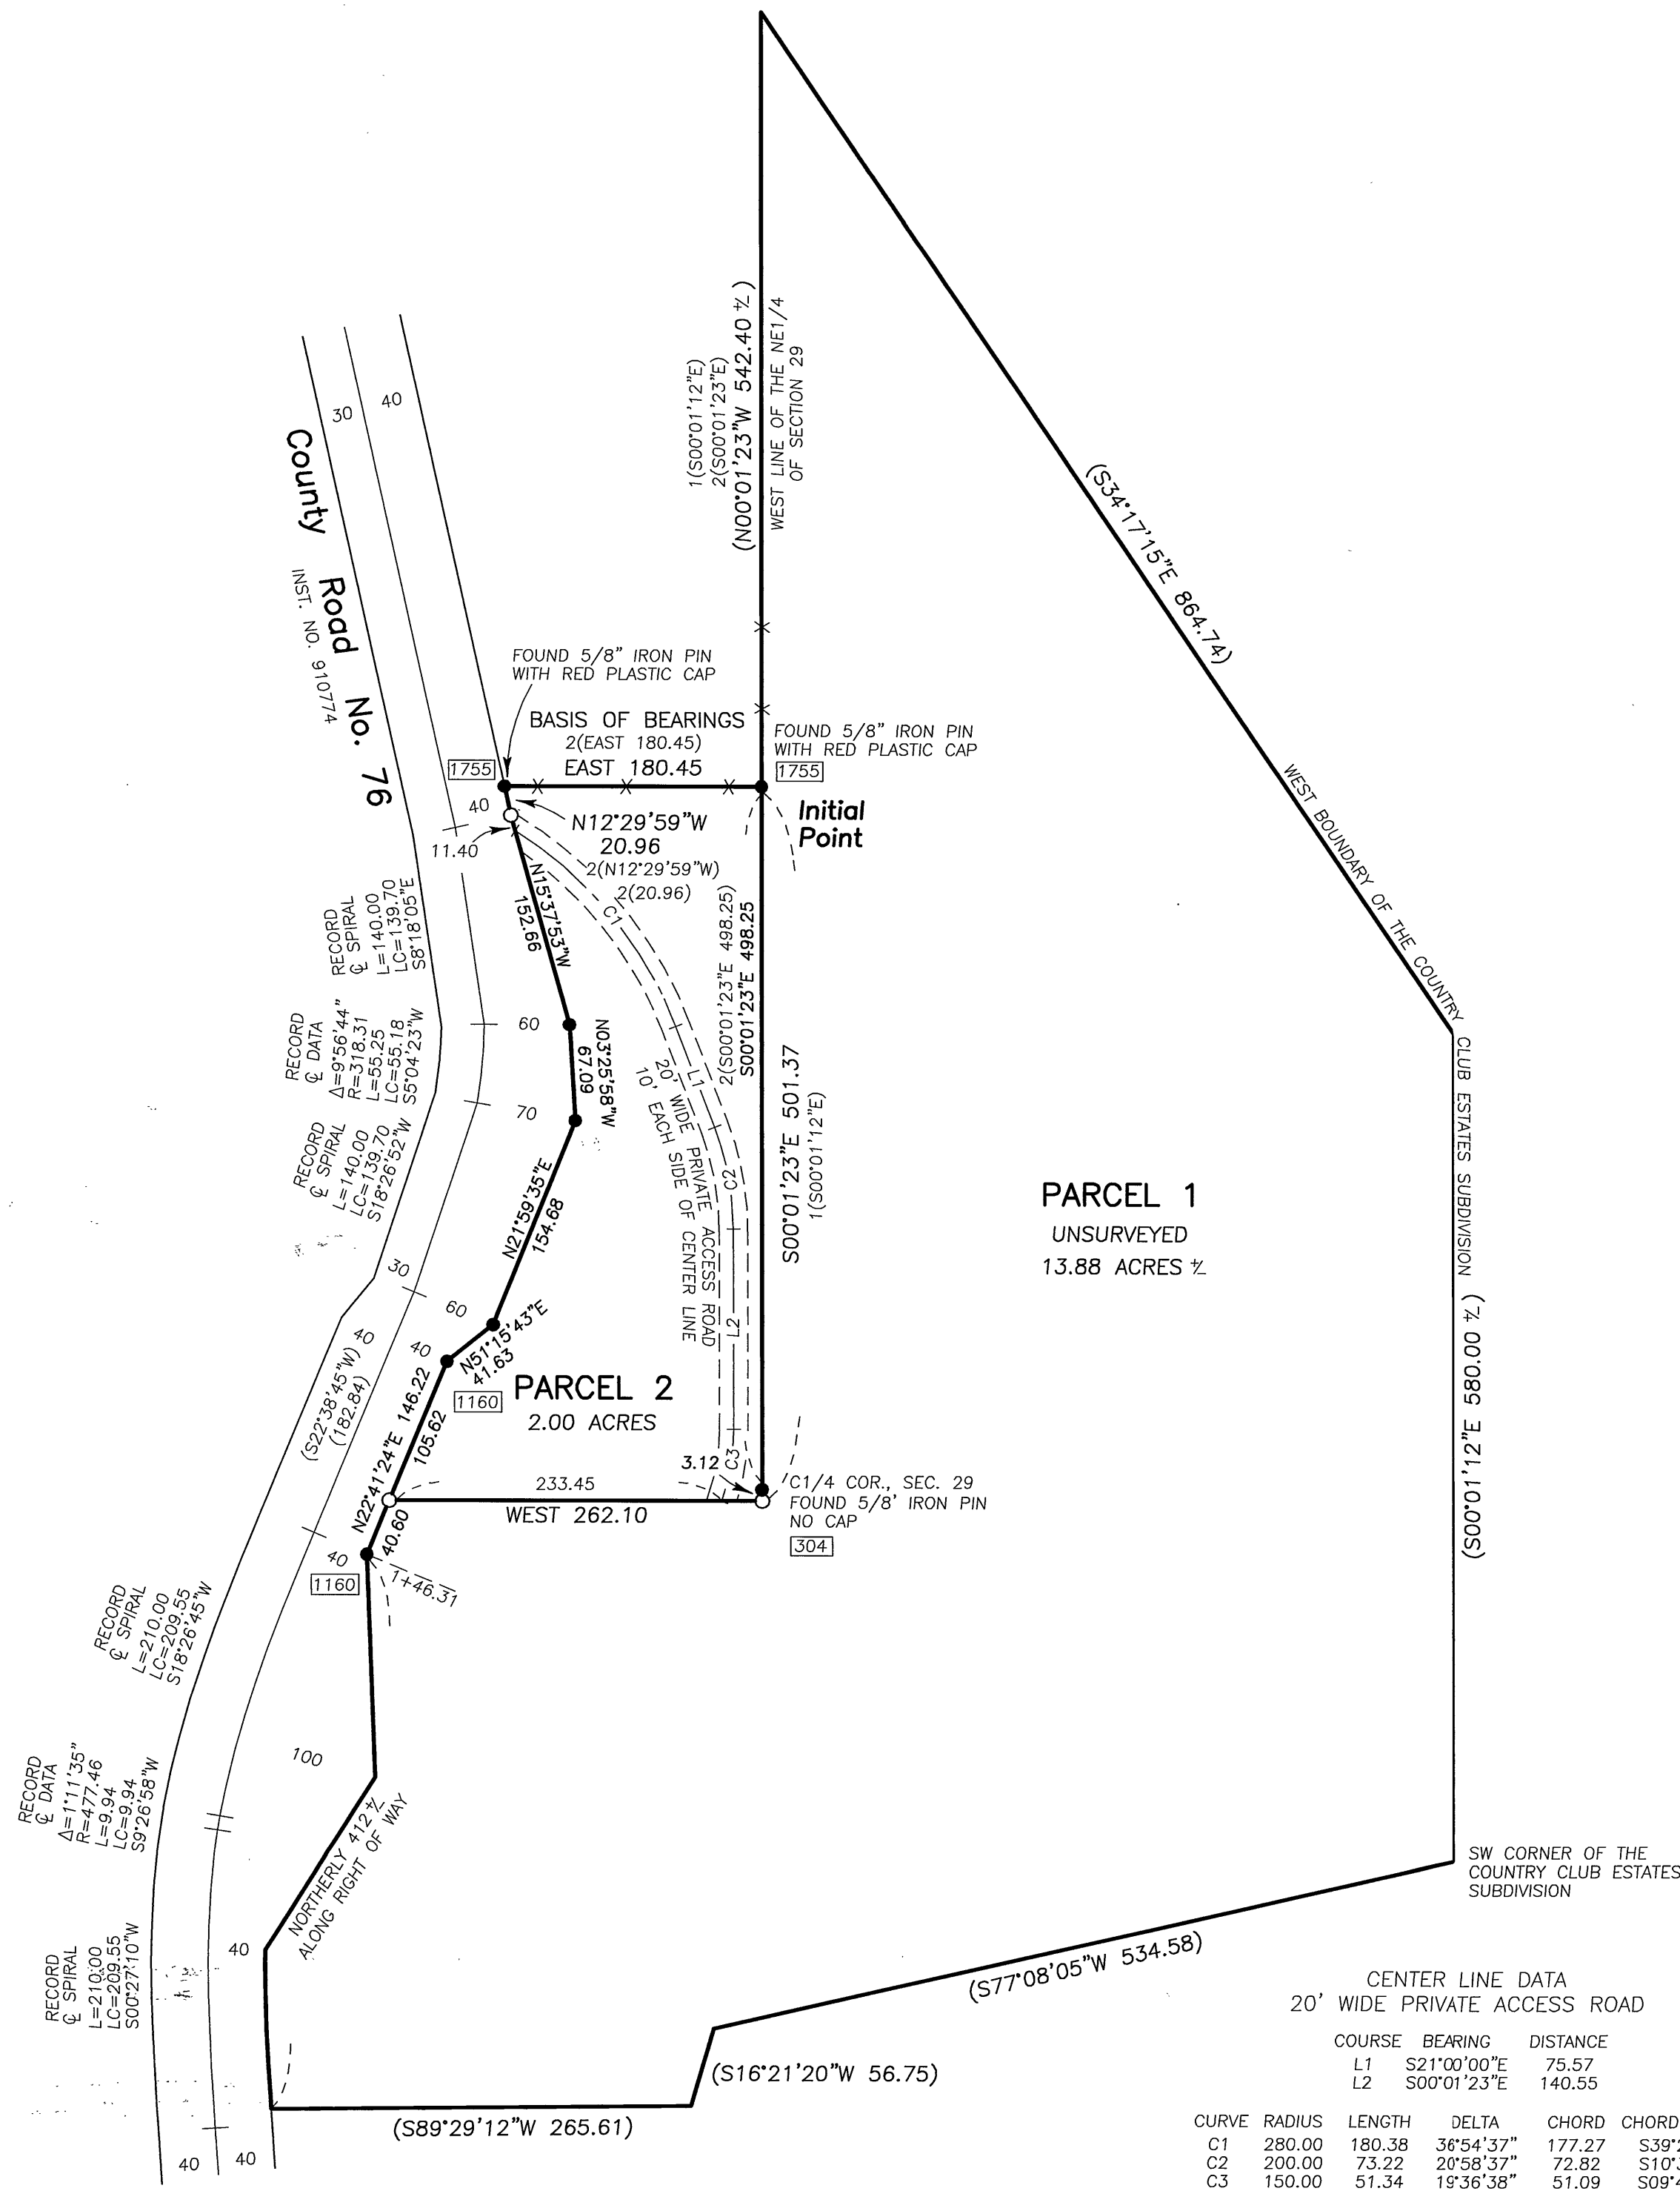 1(S00°01'12"E)
2(S00°01'23"E)
(N00°01'23"W 542.40 +/-)
WEST LINE OF THE NE1/4
OF SECTION 29
30
40
County Road No. 76
INST. NO. 910774
(S34°17'15"E 864.74)
FOUND 5/8" IRON PIN
WITH RED PLASTIC CAP
BASIS OF BEARINGS
2(EAST 180.45)
EAST 180.45
1755
FOUND 5/8" IRON PIN
WITH RED PLASTIC CAP
1755
Initial
Point
40
11.40
N12°29'59"W
20.96
2(N12°29'59"W)
2(20.96)
N15°37'53"W
152.66
C1
2(S00°01'23"E 498.25)
S00°01'23"E 498.25
WEST BOUNDARY OF THE COUNTRY
CLUB ESTATES SUBDIVISION
(S00°01'12"E 580.00 +/-)
RECORD
℄ SPIRAL
L=140.00
LC=139.70
S8°18'05"E
RECORD
℄ DATA
Δ=9°56'44"
R=318.31
L=55.25
LC=55.18
S5°04'23"W
60
N03°25'58"W
67.09
L1
20' WIDE PRIVATE ACCESS ROAD
10' EACH SIDE OF CENTER LINE
S00°01'23"E 501.37
1(S00°01'12"E)
RECORD
℄ SPIRAL
L=140.00
LC=139.70
S18°26'52"W
70
N21°59'35"E
154.68
C2
PARCEL 1
UNSURVEYED
13.88 ACRES +/-
30
60
40
40
(S22°38'45"W)
(182.84)
N51°15'43"E
41.63
1160
L2
PARCEL 2
2.00 ACRES
N22°41'24"E 146.22
105.62
3.12
C3
233.45
WEST 262.10
C1/4 COR., SEC. 29
FOUND 5/8' IRON PIN
NO CAP
304
40.60
40
1160
1+46.31
RECORD
℄ SPIRAL
L=210.00
LC=209.55
S18°26'45"W
100
RECORD
℄ DATA
Δ=1°11'35"
R=477.46
L=9.94
LC=9.94
S9°26'58"W
NORTHERLY 412 +/-
ALONG RIGHT OF WAY
SW CORNER OF THE
COUNTRY CLUB ESTATES
SUBDIVISION
RECORD
℄ SPIRAL
L=210.00
LC=209.55
S00°27'10"W
40
(S77°08'05"W 534.58)
(S16°21'20"W 56.75)
(S89°29'12"W 265.61)
40
40
CENTER LINE DATA
20' WIDE PRIVATE ACCESS ROAD
COURSE BEARING DISTANCE
L1 S21°00'00"E 75.57
L2 S00°01'23"E 140.55
CURVE RADIUS LENGTH DELTA CHORD CHORD
C1 280.00 180.38 36°54'37" 177.27 S39°2
C2 200.00 73.22 20°58'37" 72.82 S10°
C3 150.00 51.34 19°36'38" 51.09 S09°4